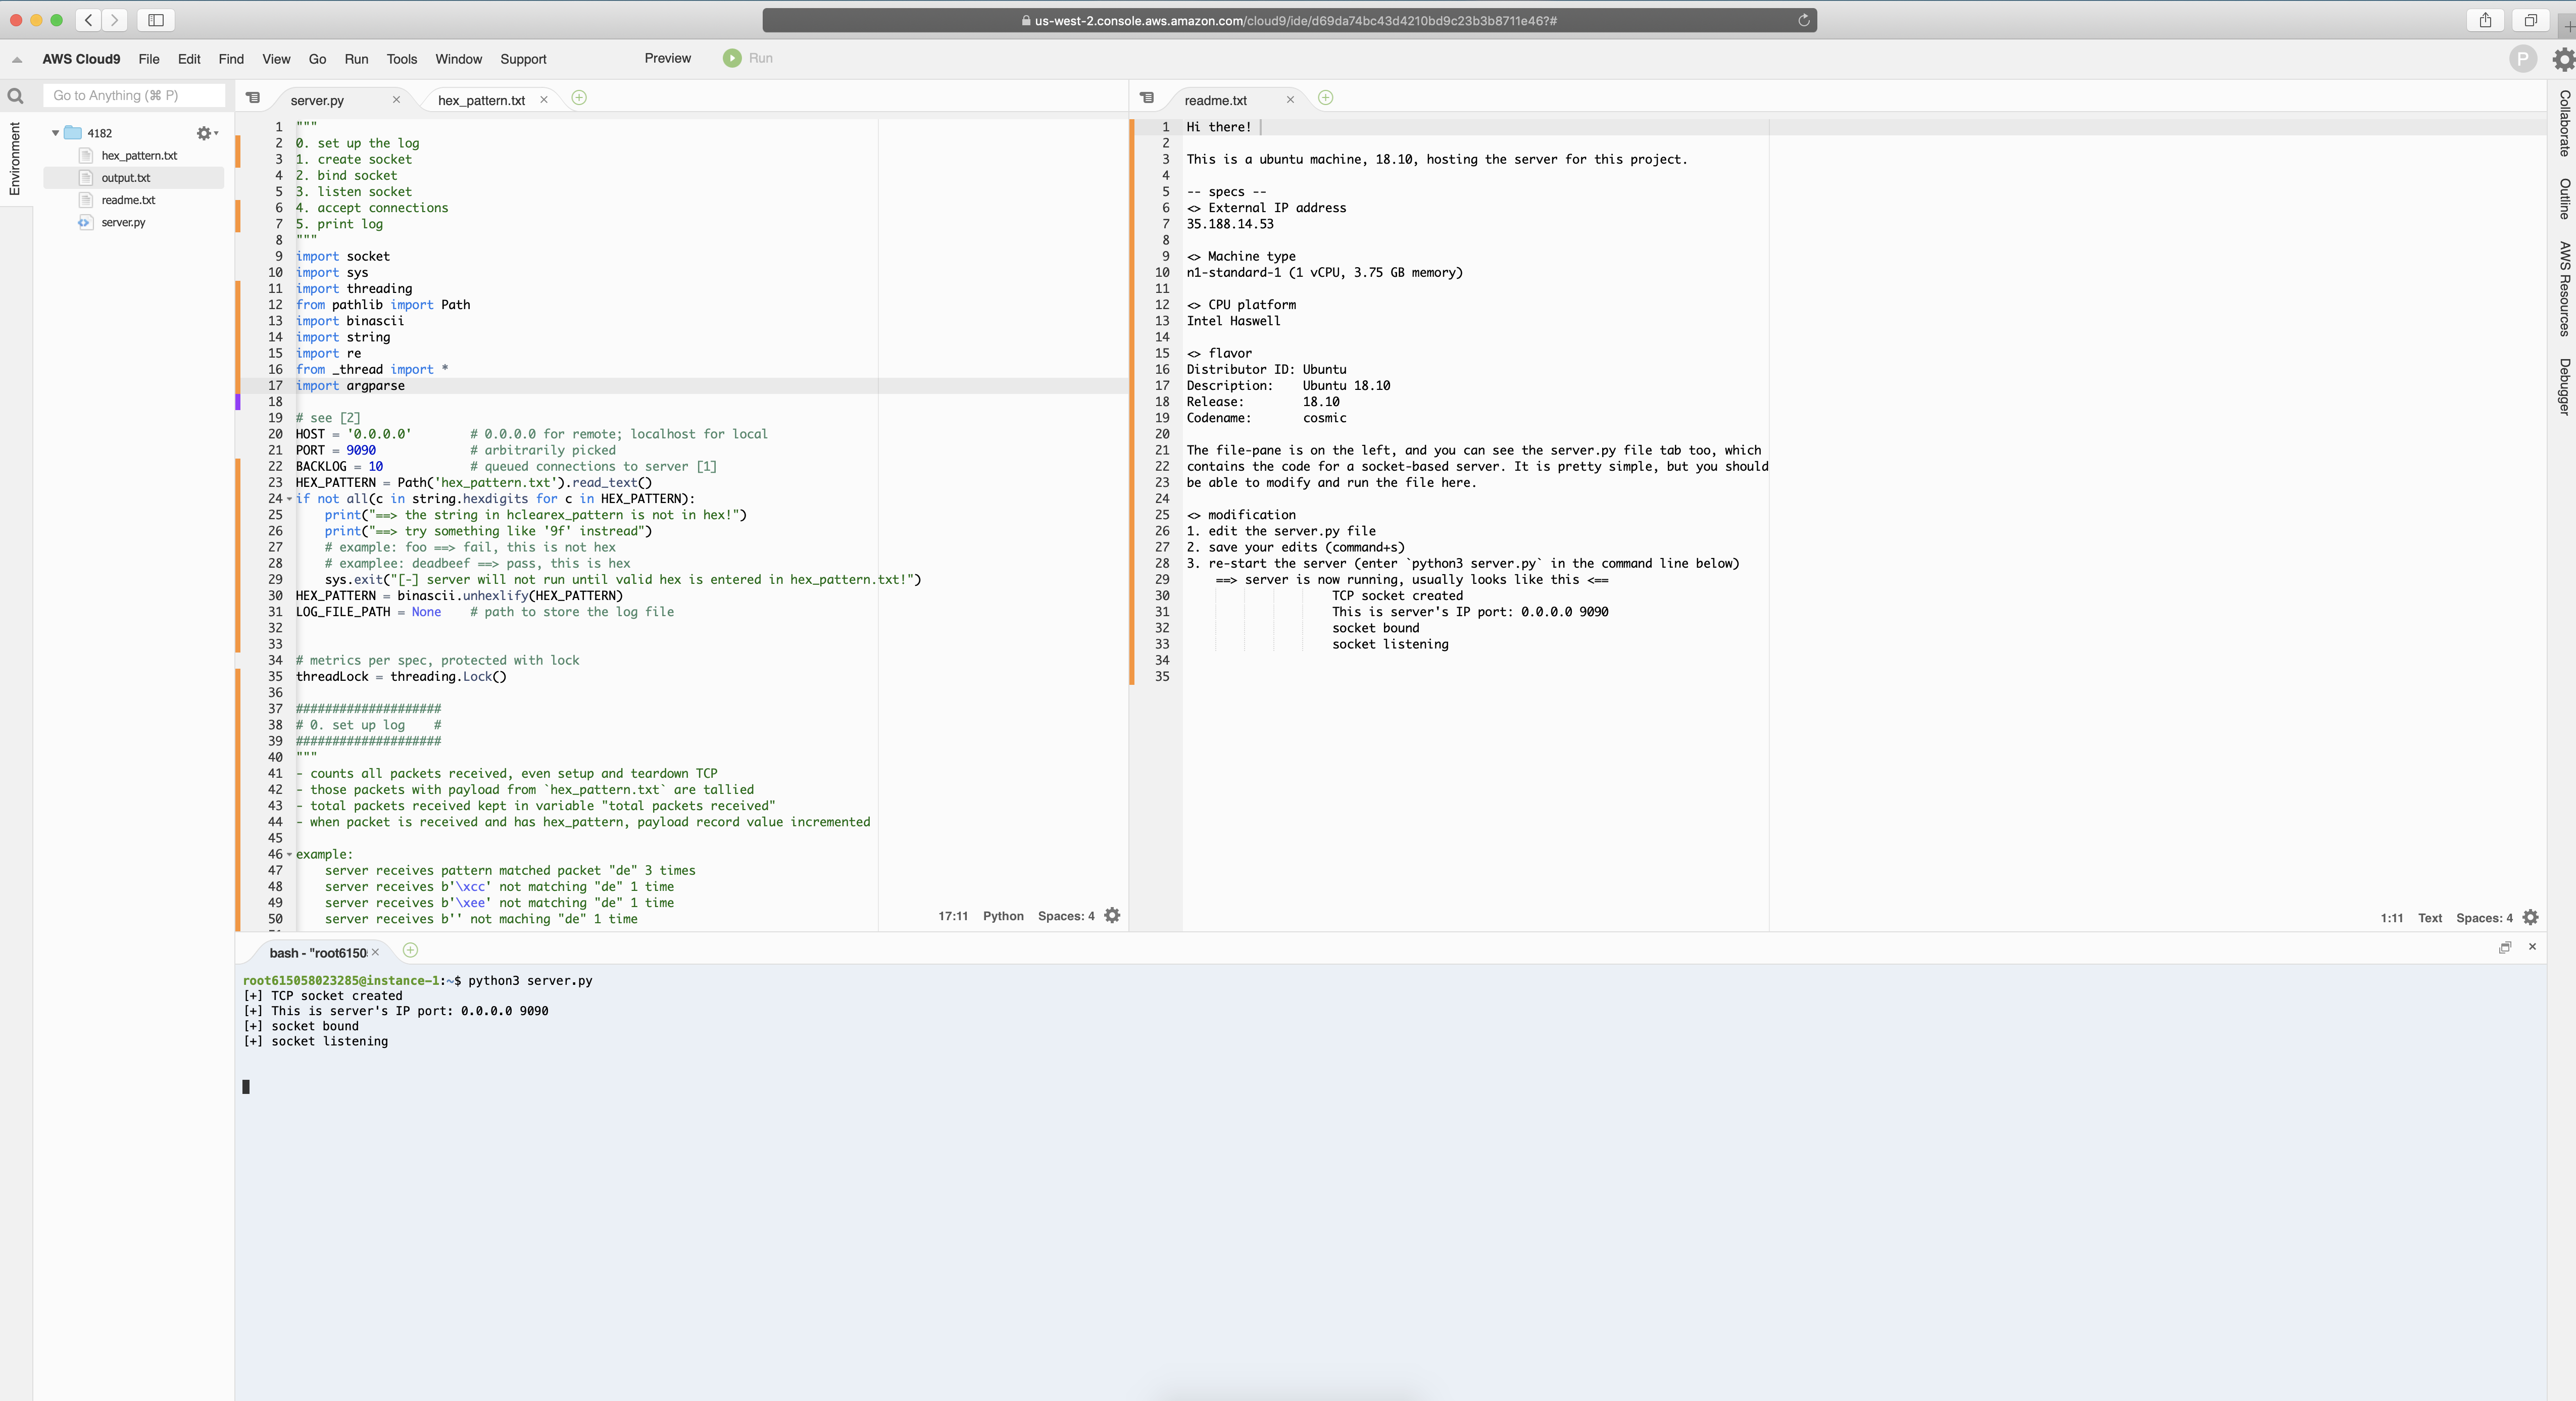 us-west-2.console.aws.amazon.com/cloud9/ide/d69da74bc43d4210bd9c23b3b8711e46?#
AWS Cloud9 File Edit Find View Go Run Tools Window Support Preview Run P
Go to Anything (⌘ P)
Environment
4182
hex_pattern.txt
output.txt
readme.txt
server.py
server.py hex_pattern.txt
1 """
2 0. set up the log
3 1. create socket
4 2. bind socket
5 3. listen socket
6 4. accept connections
7 5. print log
8 """
9 import socket
10 import sys
11 import threading
12 from pathlib import Path
13 import binascii
14 import string
15 import re
16 from _thread import *
17 import argparse
18
19 # see [2]
20 HOST = '0.0.0.0'        # 0.0.0.0 for remote; localhost for local
21 PORT = 9090             # arbitrarily picked
22 BACKLOG = 10            # queued connections to server [1]
23 HEX_PATTERN = Path('hex_pattern.txt').read_text()
24 if not all(c in string.hexdigits for c in HEX_PATTERN):
25     print("==> the string in hclearex_pattern is not in hex!")
26     print("==> try something like '9f' instread")
27     # example: foo ==> fail, this is not hex
28     # examplee: deadbeef ==> pass, this is hex
29     sys.exit("[-] server will not run until valid hex is entered in hex_pattern.txt!")
30 HEX_PATTERN = binascii.unhexlify(HEX_PATTERN)
31 LOG_FILE_PATH = None    # path to store the log file
32
33
34 # metrics per spec, protected with lock
35 threadLock = threading.Lock()
36
37 ####################
38 # 0. set up log    #
39 ####################
40 """
41 - counts all packets received, even setup and teardown TCP
42 - those packets with payload from `hex_pattern.txt` are tallied
43 - total packets received kept in variable "total packets received"
44 - when packet is received and has hex_pattern, payload record value incremented
45
46 example:
47     server receives pattern matched packet "de" 3 times
48     server receives b'\xcc' not matching "de" 1 time
49     server receives b'\xee' not matching "de" 1 time
50     server receives b'' not maching "de" 1 time
17:11 Python Spaces: 4
readme.txt
1 Hi there!
2
3 This is a ubuntu machine, 18.10, hosting the server for this project.
4
5 -- specs --
6 <> External IP address
7 35.188.14.53
8
9 <> Machine type
10 n1-standard-1 (1 vCPU, 3.75 GB memory)
11
12 <> CPU platform
13 Intel Haswell
14
15 <> flavor
16 Distributor ID: Ubuntu
17 Description:    Ubuntu 18.10
18 Release:        18.10
19 Codename:       cosmic
20
21 The file-pane is on the left, and you can see the server.py file tab too, which
22 contains the code for a socket-based server. It is pretty simple, but you should
23 be able to modify and run the file here.
24
25 <> modification
26 1. edit the server.py file
27 2. save your edits (command+s)
28 3. re-start the server (enter `python3 server.py` in the command line below)
29     ==> server is now running, usually looks like this <==
30                     TCP socket created
31                     This is server's IP port: 0.0.0.0 9090
32                     socket bound
33                     socket listening
34
35
1:11 Text Spaces: 4
Collaborate
Outline
AWS Resources
Debugger
bash - "root6150
root615058023285@instance-1:~$ python3 server.py
[+] TCP socket created
[+] This is server's IP port: 0.0.0.0 9090
[+] socket bound
[+] socket listening